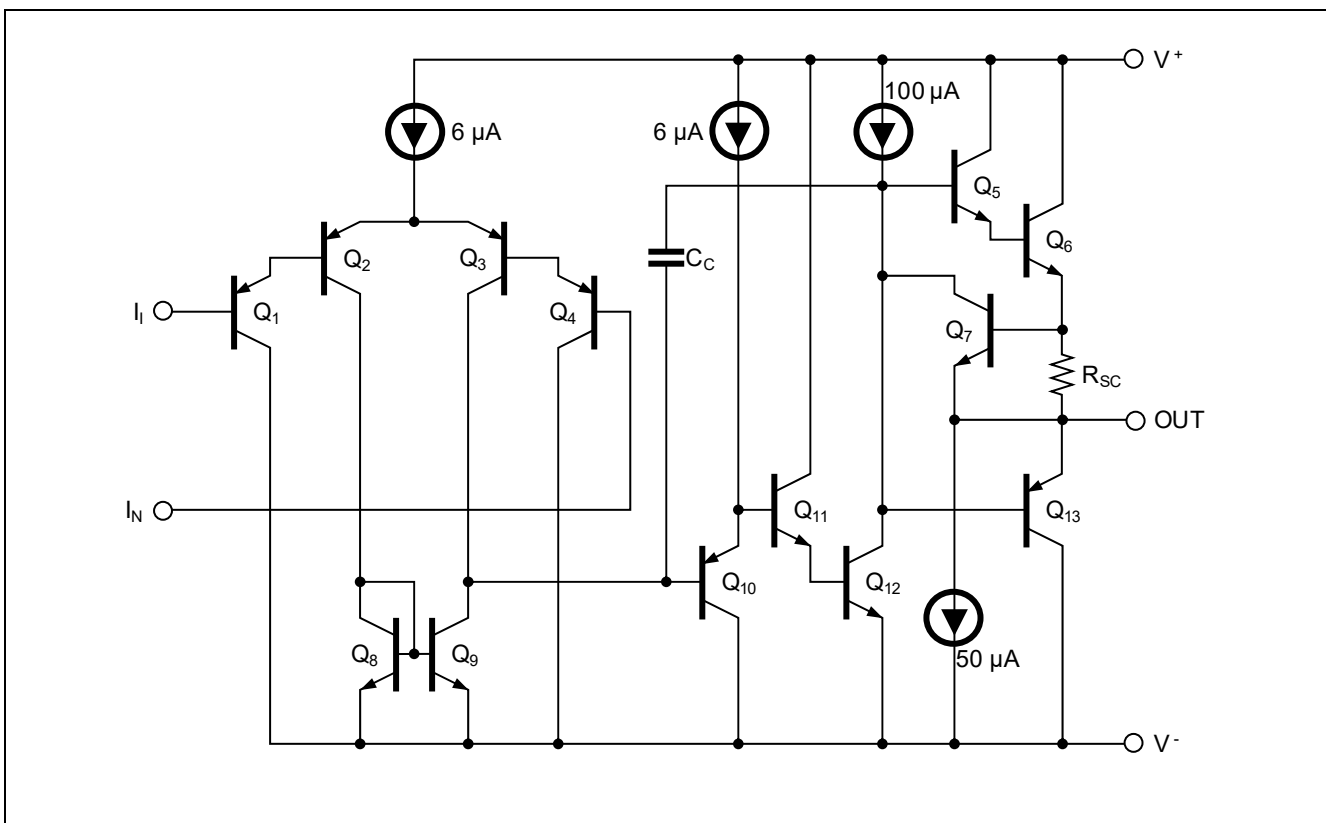 V+
6 µA
6 µA
100 µA
Q5
Q2
Q3
CC
Q6
II
Q1
Q4
Q7
RSC
OUT
IN
Q11
Q13
Q10
Q12
Q8
Q9
50 µA
V-